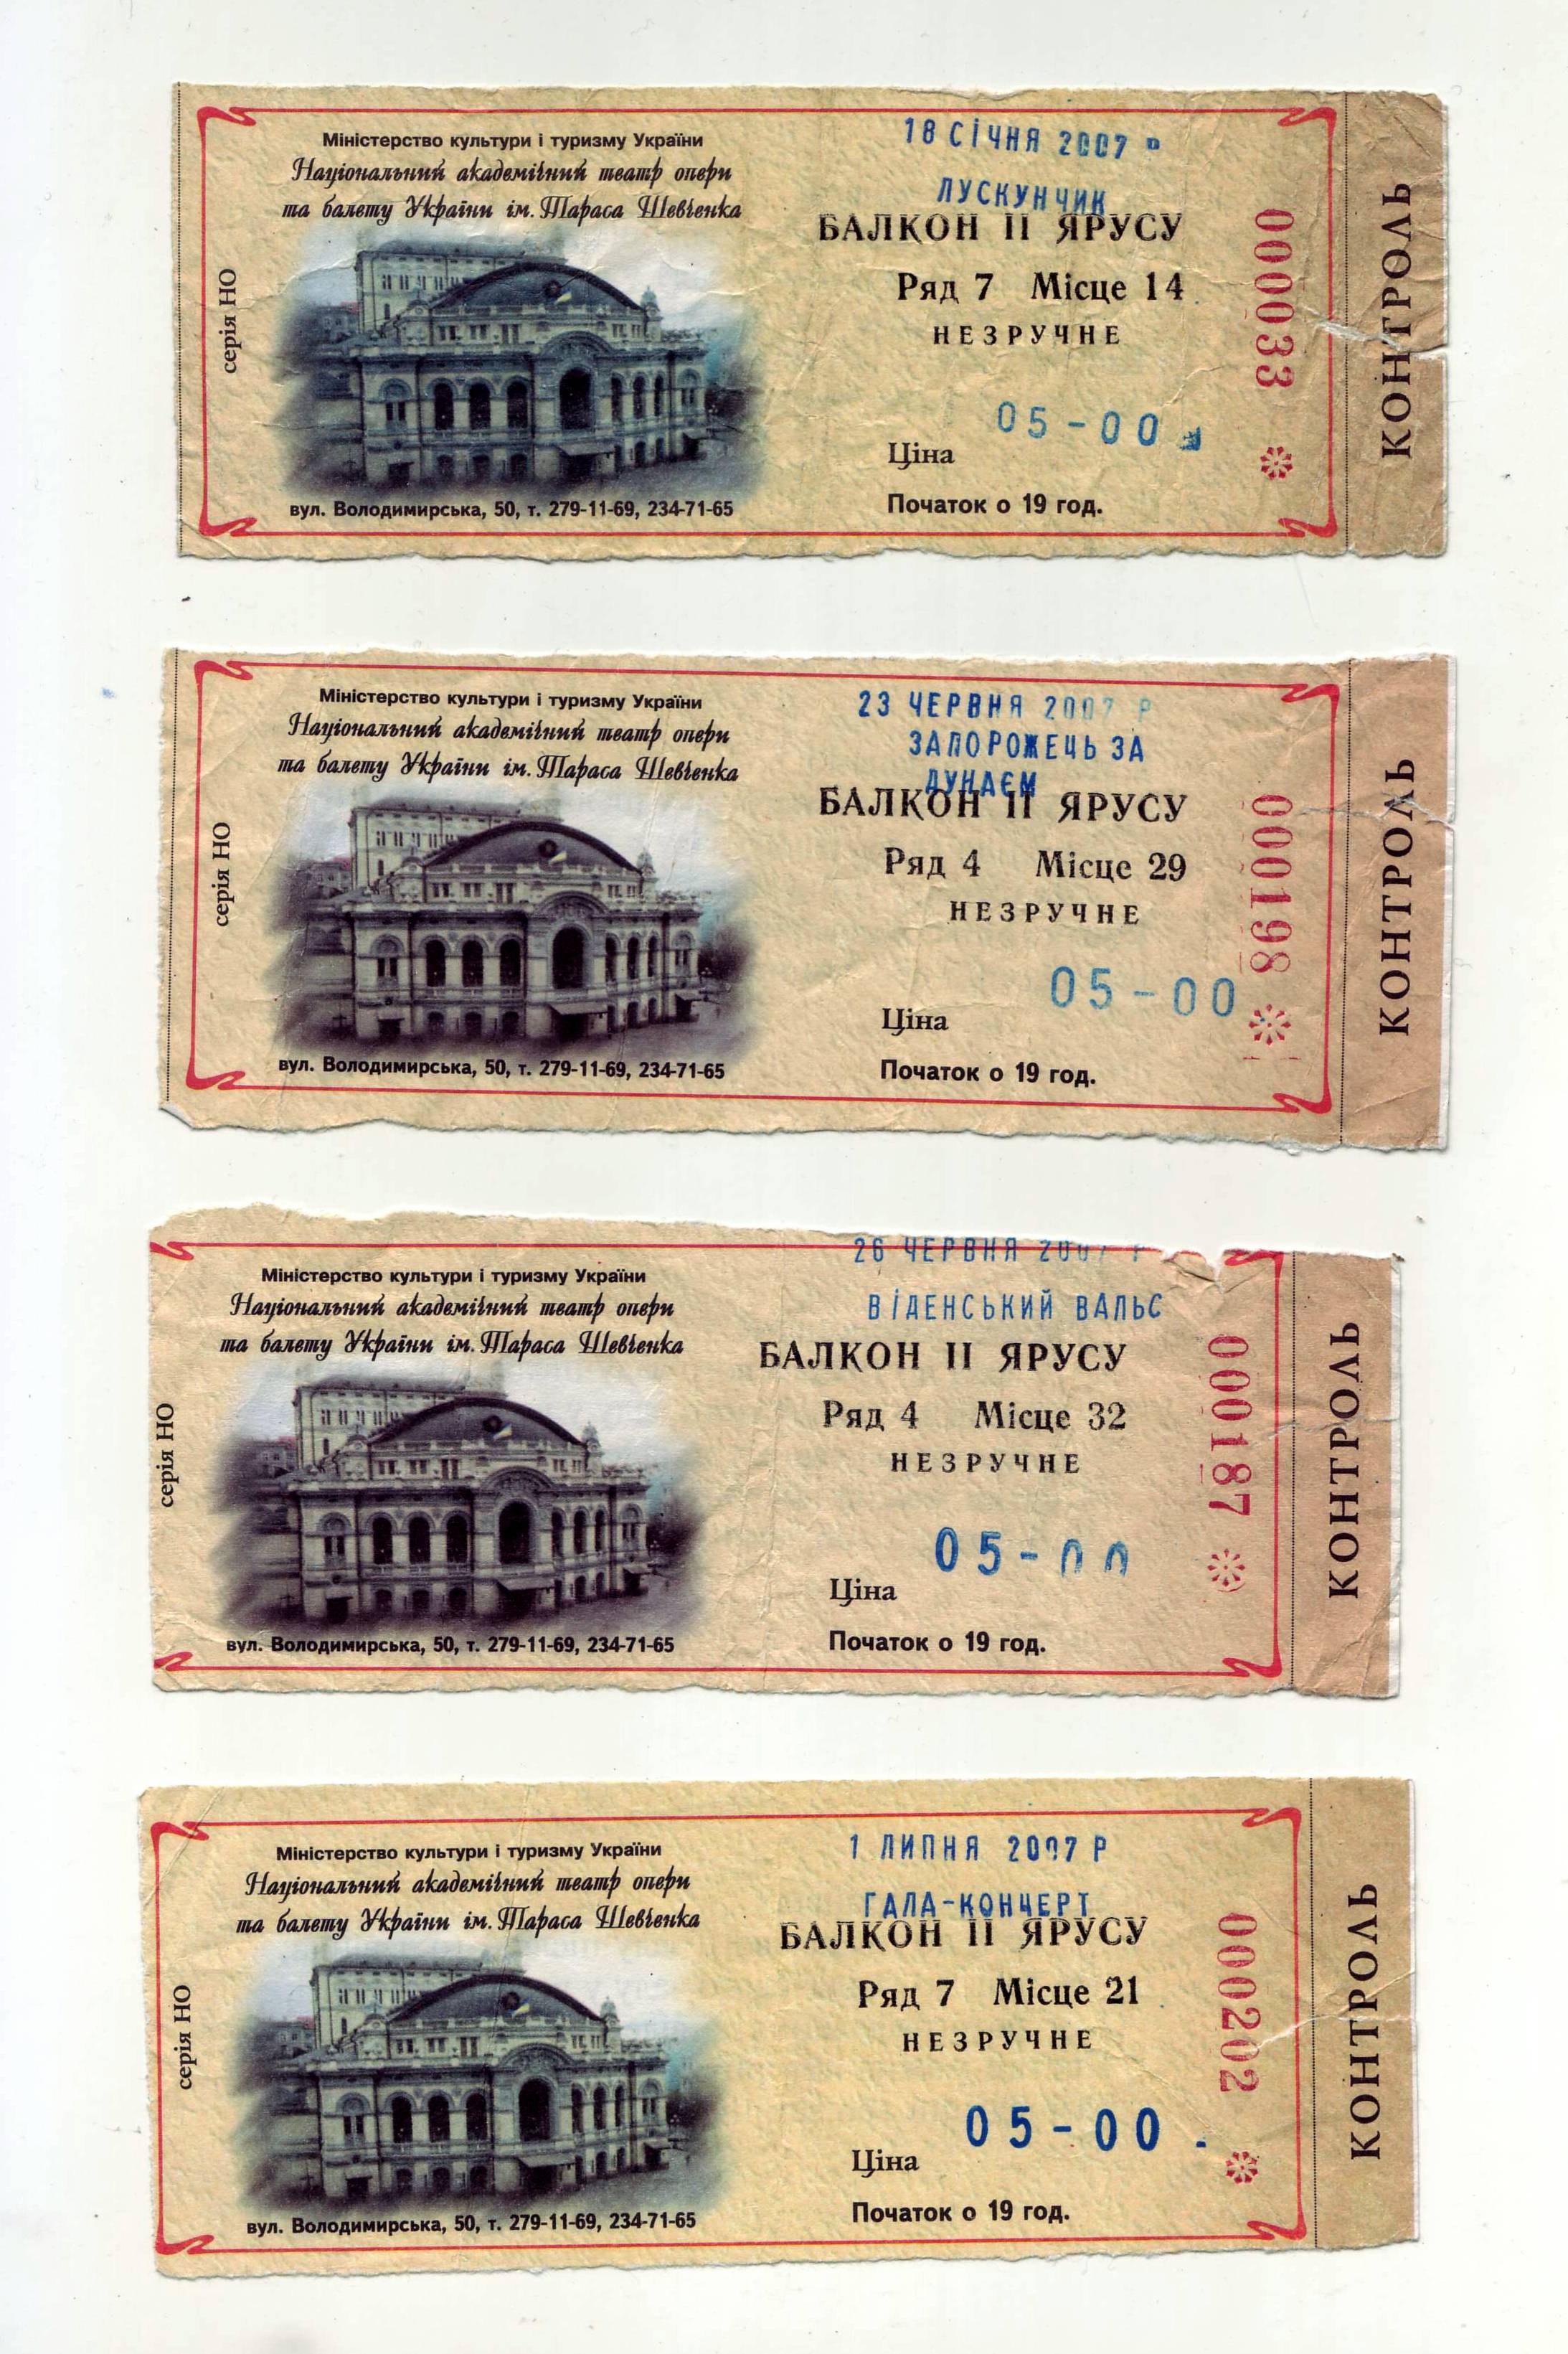 Міністерство культури і туризму України
Національний академічний театр опери
та балету України ім. Тараса Шевченка
серія НО
вул. Володимирська, 50, т. 279-11-69, 234-71-65
18 СІЧНЯ 2007 Р
ЛУСКУНЧИК
БАЛКОН II ЯРУСУ
Ряд 7 Місце 14
НЕЗРУЧНЕ
05-00
Ціна
Початок о 19 год.
000033
КОНТРОЛЬ
Міністерство культури і туризму України
Національний академічний театр опери
та балету України ім. Тараса Шевченка
серія НО
вул. Володимирська, 50, т. 279-11-69, 234-71-65
23 ЧЕРВНЯ 2007 Р
ЗАПОРОЖЕЦЬ ЗА
ДУНАЄМ
БАЛКОН II ЯРУСУ
Ряд 4 Місце 29
НЕЗРУЧНЕ
05-00
Ціна
Початок о 19 год.
000198
КОНТРОЛЬ
Міністерство культури і туризму України
Національний академічний театр опери
та балету України ім. Тараса Шевченка
серія НО
вул. Володимирська, 50, т. 279-11-69, 234-71-65
26 ЧЕРВНЯ 2007 Р
ВІДЕНСЬКИЙ ВАЛЬС
БАЛКОН II ЯРУСУ
Ряд 4 Місце 32
НЕЗРУЧНЕ
05-00
Ціна
Початок о 19 год.
000187
КОНТРОЛЬ
Міністерство культури і туризму України
Національний академічний театр опери
та балету України ім. Тараса Шевченка
серія НО
вул. Володимирська, 50, т. 279-11-69, 234-71-65
1 ЛИПНЯ 2007 Р
ГАЛА-КОНЦЕРТ
БАЛКОН II ЯРУСУ
Ряд 7 Місце 21
НЕЗРУЧНЕ
05-00
Ціна
Початок о 19 год.
000202
КОНТРОЛЬ